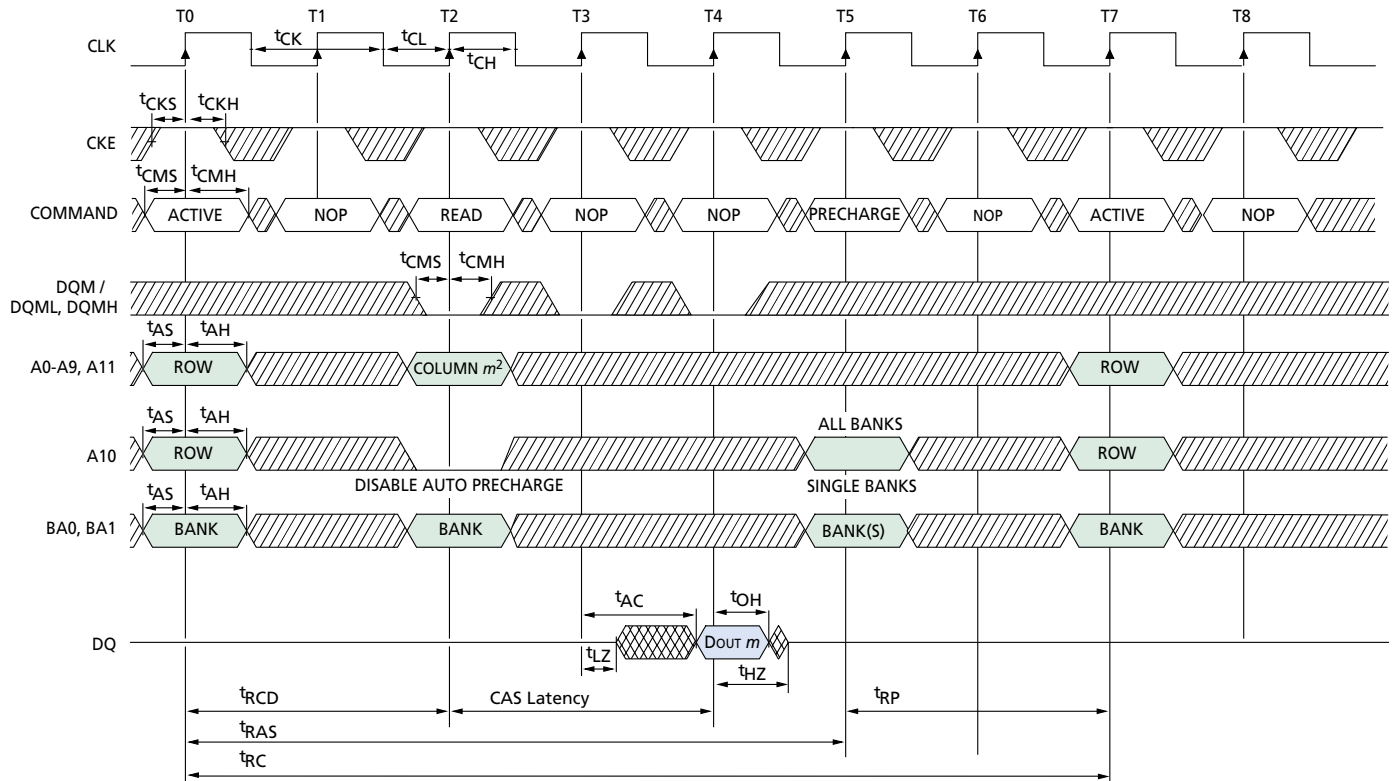 T0 T1 T2 T3 T4 T5 T6 T7 T8
CLK
tCK tCL
tCH
tCKS tCKH
CKE
tCMS tCMH
COMMAND ACTIVE NOP READ NOP NOP PRECHARGE NOP ACTIVE NOP
tCMS tCMH
DQM /
DQML, DQMH
tAS tAH
A0-A9, A11 ROW COLUMN m2 ROW
tAS tAH
ALL BANKS
A10 ROW ROW
DISABLE AUTO PRECHARGE SINGLE BANKS
tAS tAH
BA0, BA1 BANK BANK BANK(S) BANK
tAC tOH
DQ DOUT m
tLZ tHZ
tRCD CAS Latency tRP
tRAS
tRC